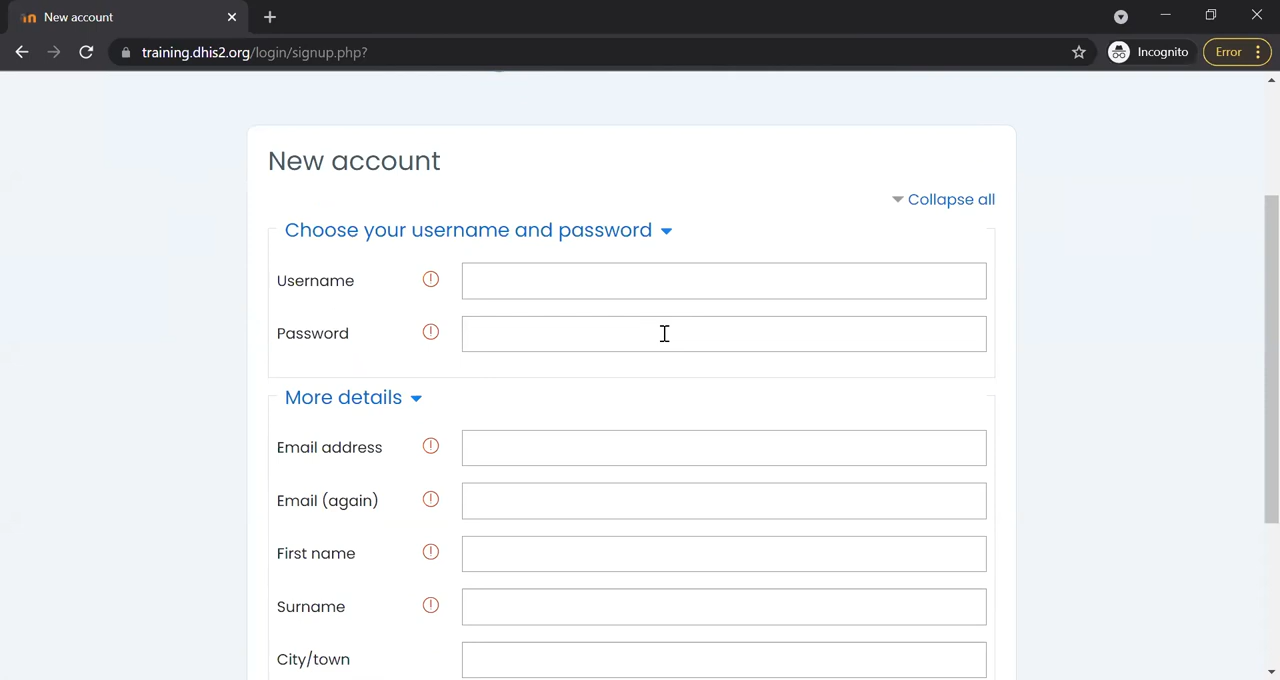 New account
training.dhis2.org/login/signup.php?
Incognito
Error
New account
Collapse all
Choose your username and password
Username
Password
More details
Email address
Email (again)
First name
Surname
City/town